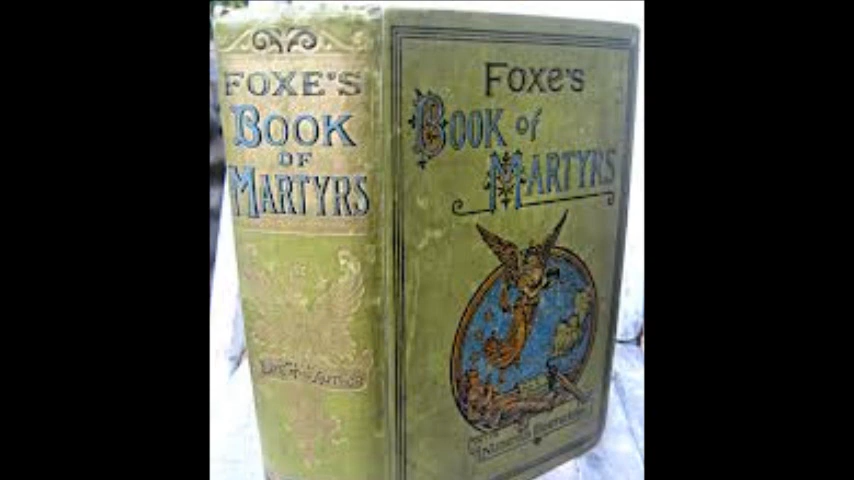 FOXE'S
BOOK
OF
MARTYRS
Foxe's
BOOK of
MARTYRS